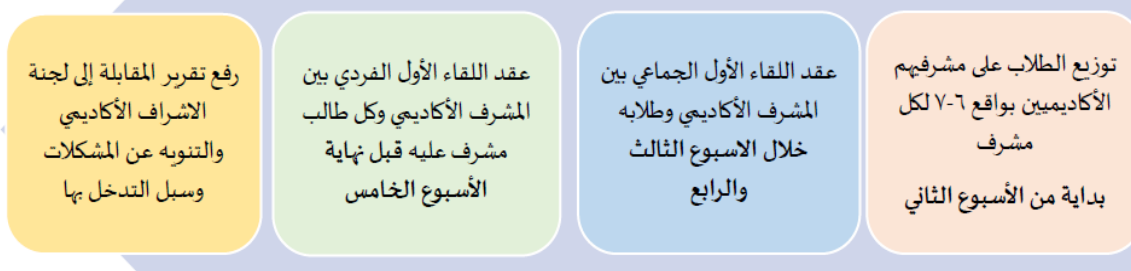 توزيع الطلاب على مشرفيهم
الأكاديميين بواقع ٦-٧ لكل
مشرف
بداية من الأسبوع الثاني
عقد اللقاء الأول الجماعي بين
المشرف الأكاديمي وطلابه
خلال الاسبوع الثالث
والرابع
عقد اللقاء الأول الفردي بين
المشرف الأكاديمي وكل طالب
مشرف عليه قبل نهاية
الأسبوع الخامس
رفع تقرير المقابلة إلى لجنة
الاشراف الأكاديمي
والتنويه عن المشكلات
وسبل التدخل بها